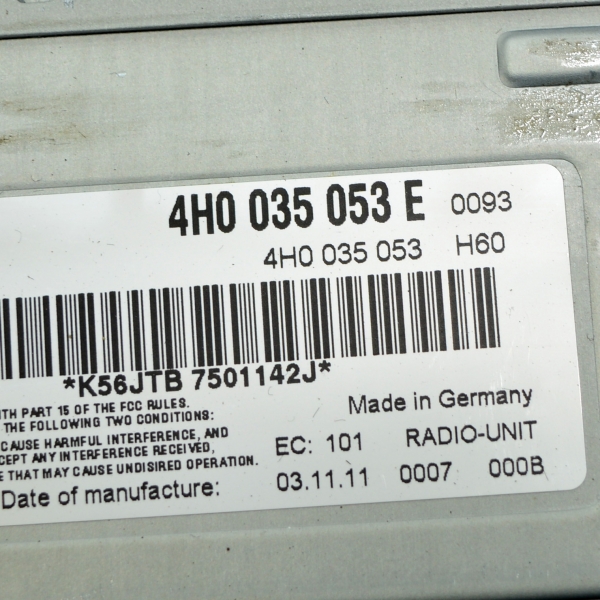 4H0 035 053 E 0093
4H0 035 053 H60
*K56JTB 7501142J*
WITH PART 15 OF THE FCC RULES.
THE FOLLOWING TWO CONDITIONS:
CAUSE HARMFUL INTERFERENCE, AND
ACCEPT ANY INTERFERENCE RECEIVED,
THAT MAY CAUSE UNDISIRED OPERATION.
Made in Germany
EC: 101 RADIO-UNIT
Date of manufacture: 03.11.11 0007 000B